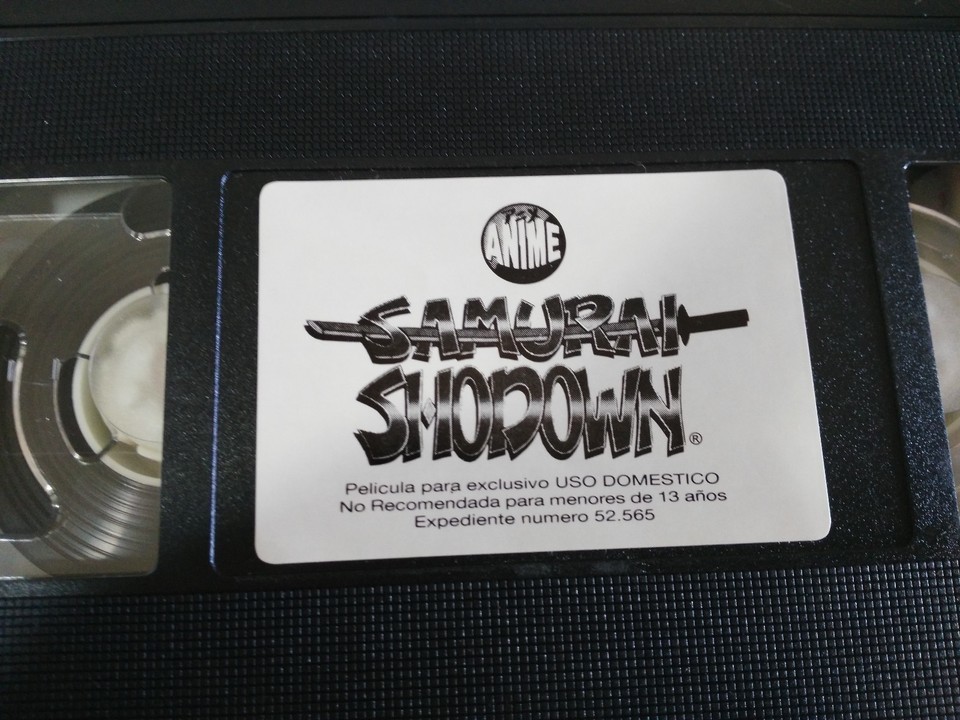 ANIME
SAMURAI
SHODOWN®
Pelicula para exclusivo USO DOMESTICO
No Recomendada para menores de 13 años
Expediente numero 52.565